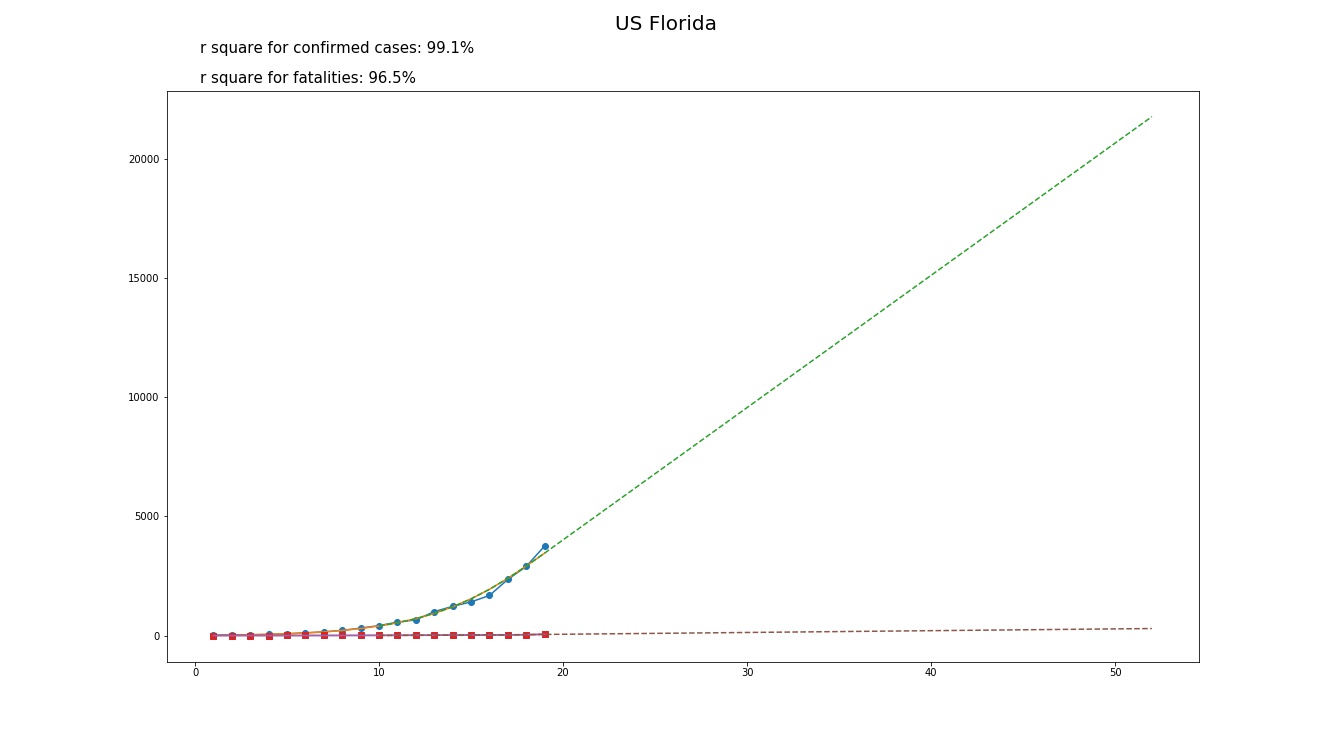 US Florida
r square for confirmed cases: 99.1%
r square for fatalities: 96.5%
20000
15000
10000
5000
0
0 10 20 30 40 50